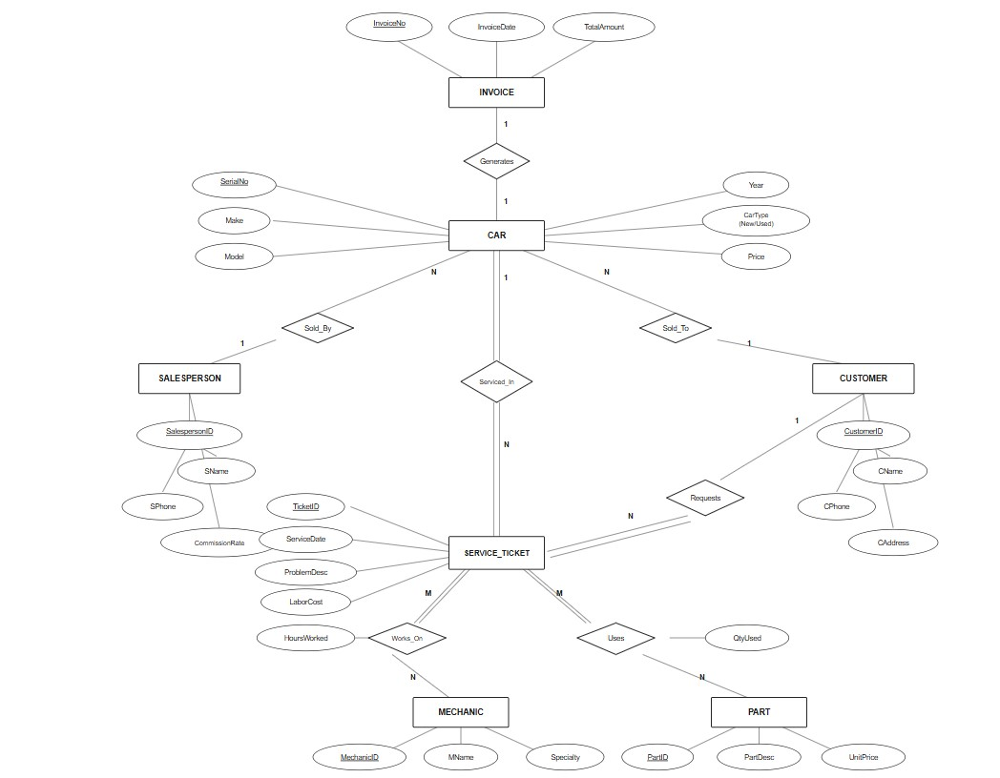 InvoiceNo
InvoiceDate
TotalAmount
INVOICE
1
Generates
1
SerialNo
Make
Model
CAR
Year
CarType
(New/Used)
Price
N
1
N
Sold_By
Sold_To
1
1
SALESPERSON
Serviced_In
CUSTOMER
SalespersonID
SName
SPhone
CommissionRate
N
1
CustomerID
CName
CPhone
CAddress
Requests
N
TicketID
ServiceDate
ProblemDesc
LaborCost
SERVICE_TICKET
M
M
HoursWorked
Works_On
Uses
QtyUsed
N
N
MECHANIC
PART
MechanicID
MName
Specialty
PartID
PartDesc
UnitPrice